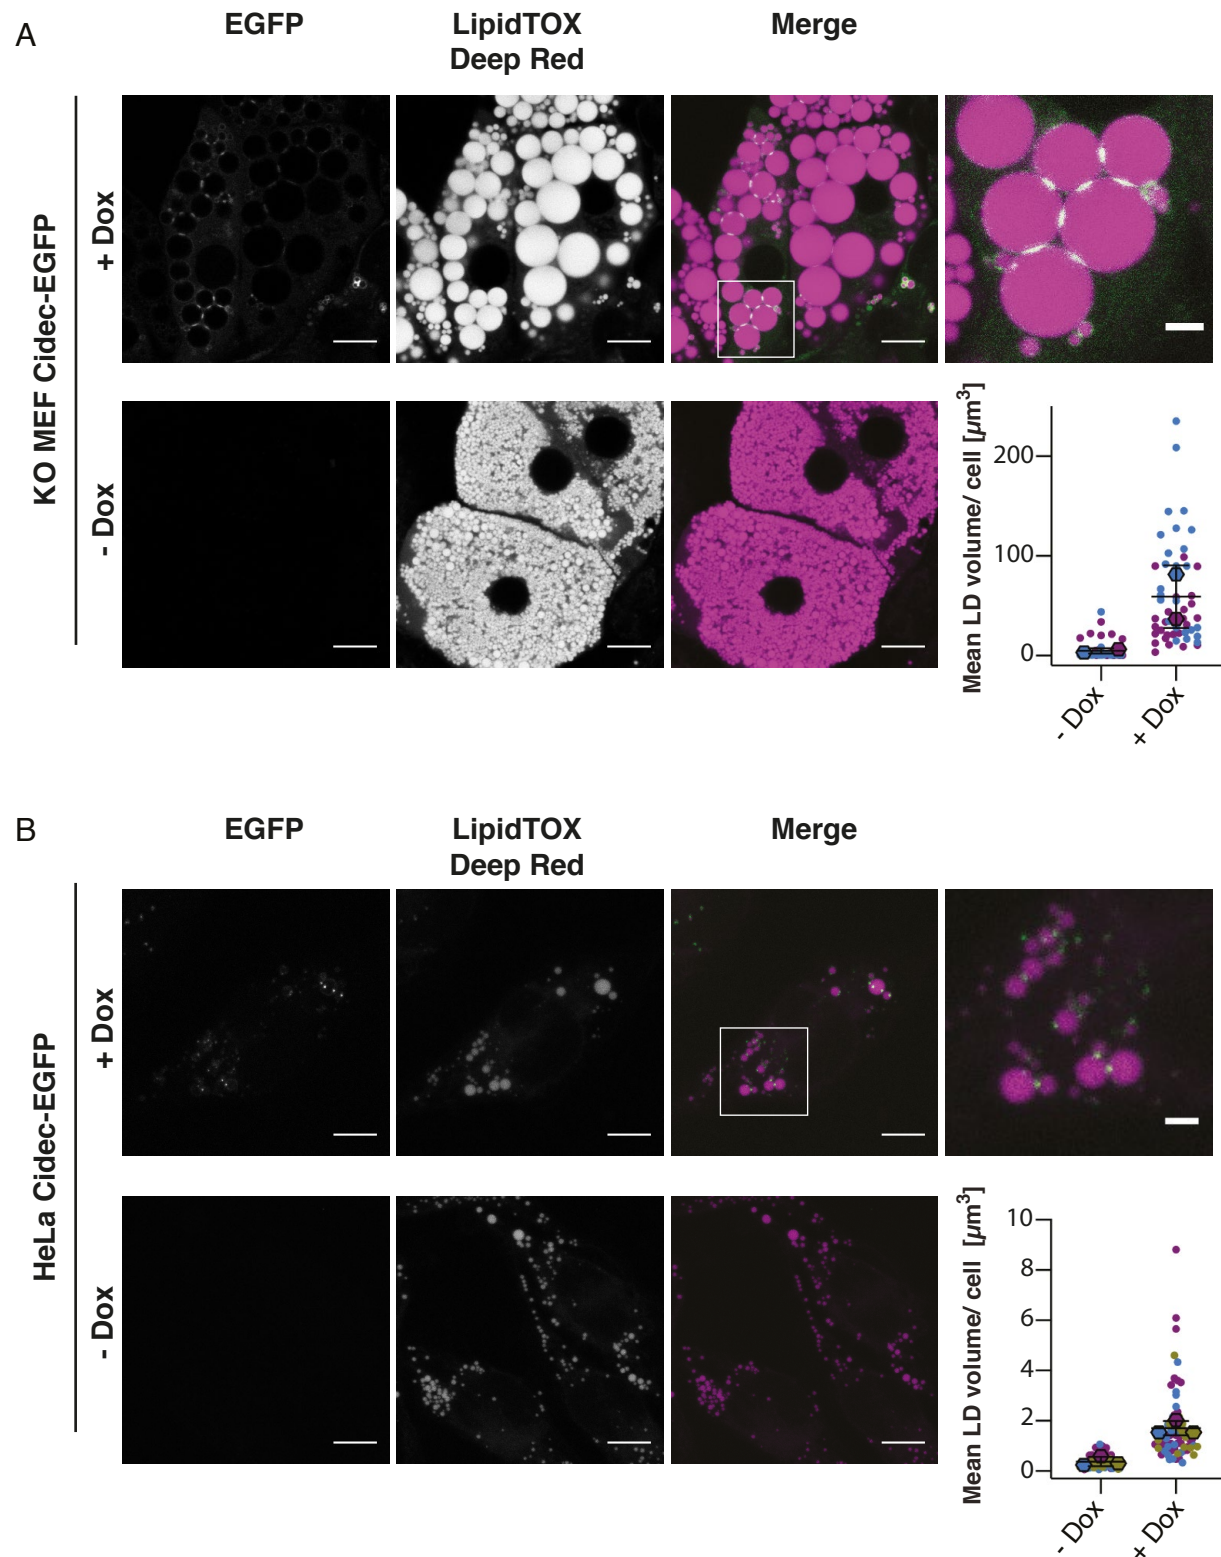 A
EGFP
LipidTOX
Deep Red
Merge
KO MEF Cidec-EGFP
+ Dox
- Dox
Mean LD volume/ cell [µm³]
200
100
0
- Dox
+ Dox
B
EGFP
LipidTOX
Deep Red
Merge
HeLa Cidec-EGFP
+ Dox
- Dox
Mean LD volume/ cell [µm³]
10
8
6
4
2
0
- Dox
+ Dox